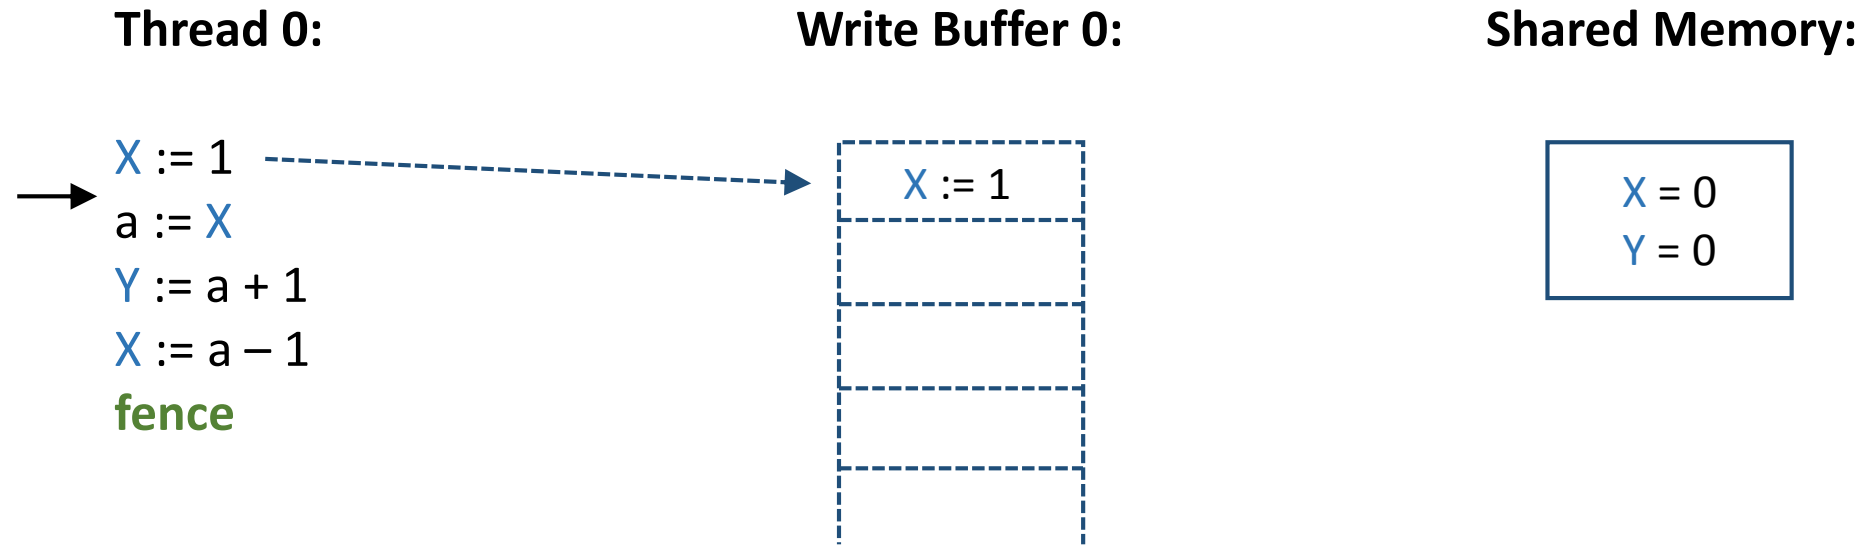 Thread 0:
X := 1
a := X
Y := a + 1
X := a – 1
fence
Write Buffer 0:
X := 1
Shared Memory:
X = 0
Y = 0